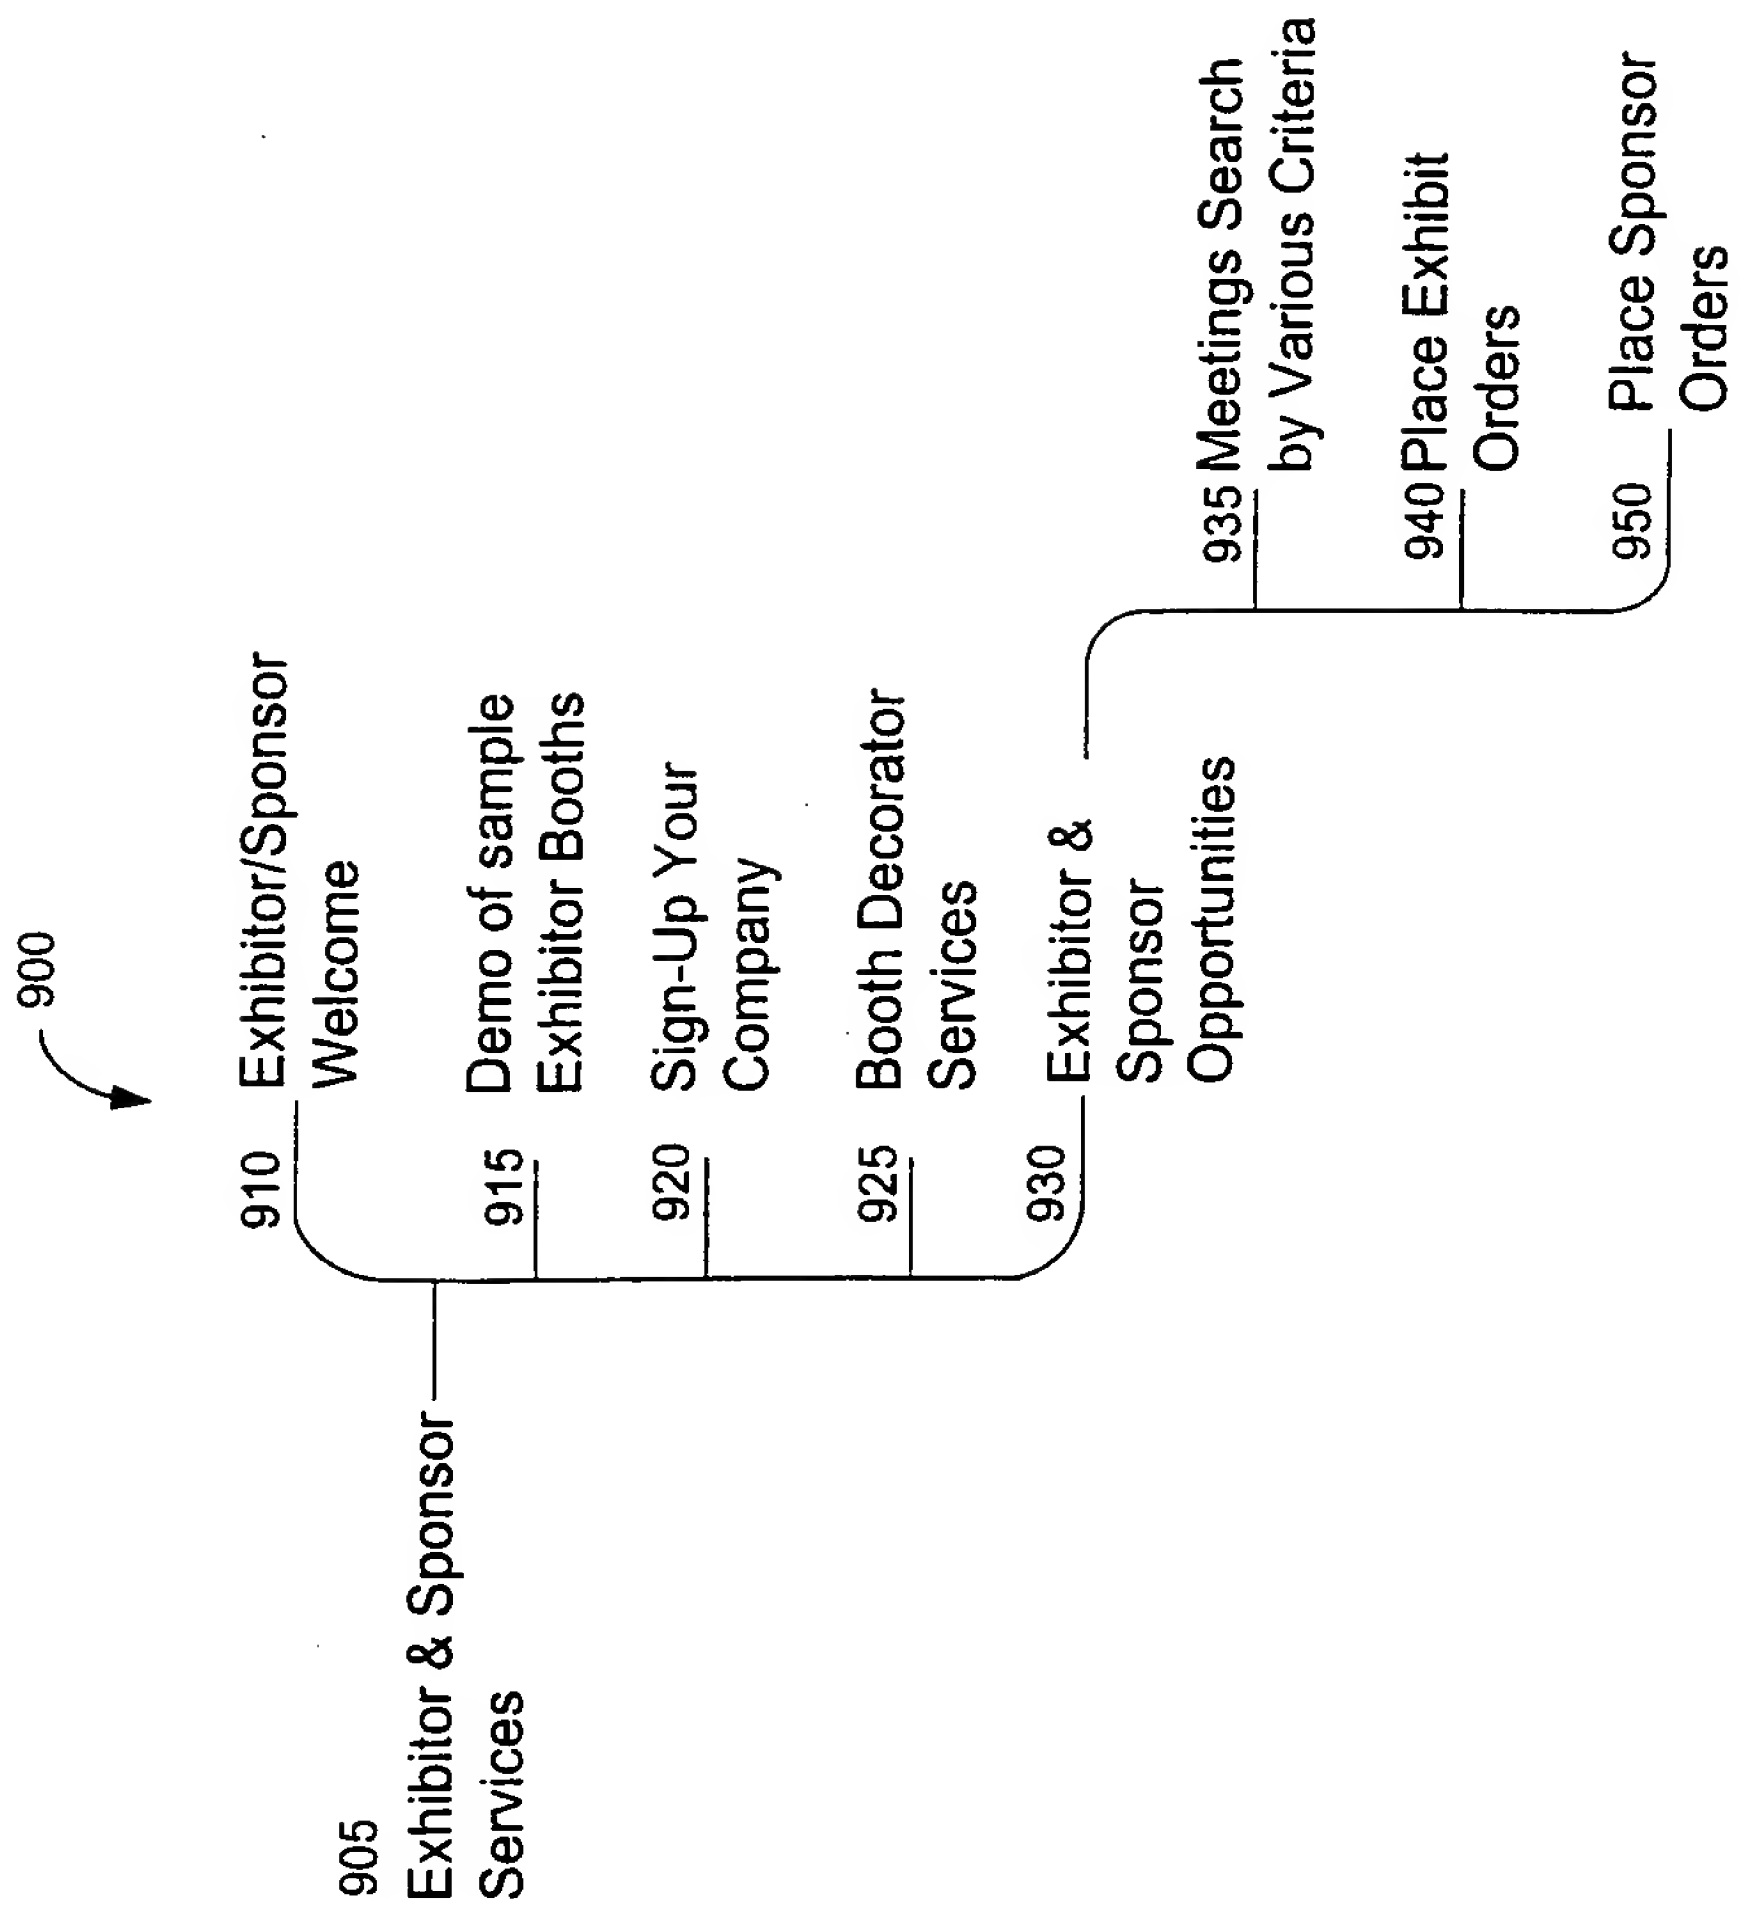 900
905
Exhibitor & Sponsor
Services
910
Exhibitor/Sponsor
Welcome
915
Demo of sample
Exhibitor Booths
920
Sign-Up Your
Company
925
Booth Decorator
Services
930
Exhibitor &
Sponsor
Opportunities
935 Meetings Search
by Various Criteria
940 Place Exhibit
Orders
950 Place Sponsor
Orders